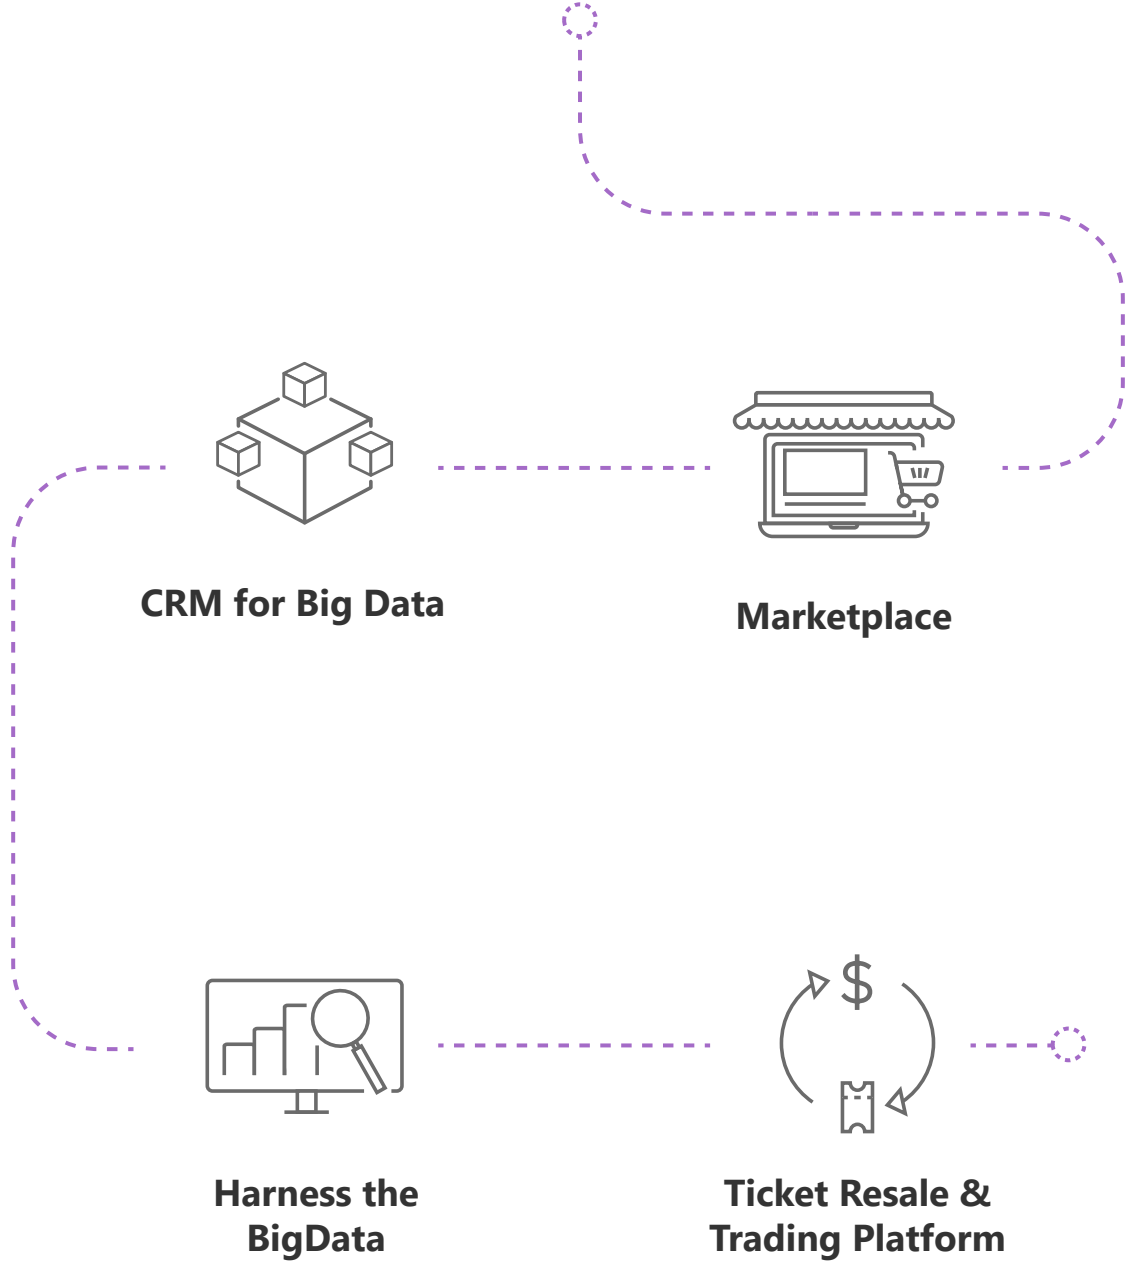 CRM for Big Data
Marketplace
Harness the
BigData
Ticket Resale &
Trading Platform